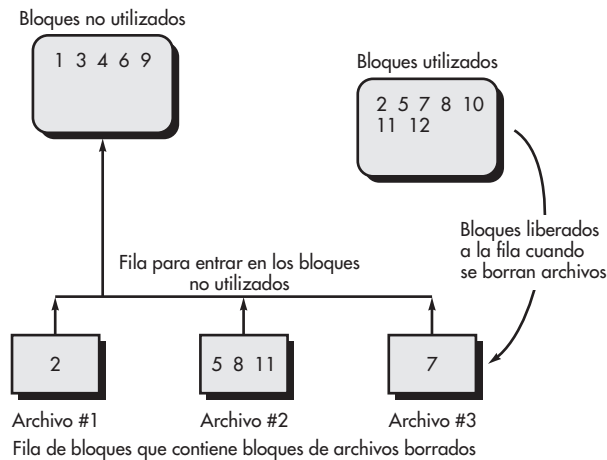 Bloques no utilizados
1 3 4 6 9
Bloques utilizados
2 5 7 8 10
11 12
Bloques liberados
a la fila cuando
se borran archivos
Fila para entrar en los bloques
no utilizados
2
5 8 11
7
Archivo #1
Archivo #2
Archivo #3
Fila de bloques que contiene bloques de archivos borrados